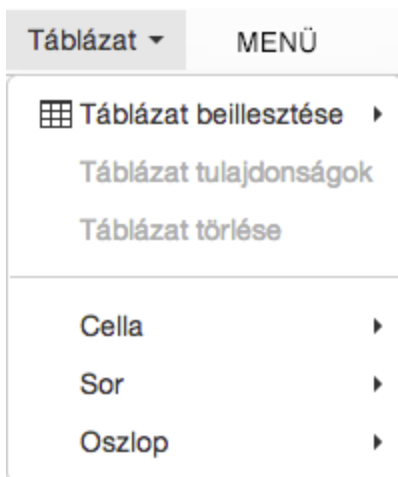 Táblázat MENÜ
Táblázat beillesztése
Táblázat tulajdonságok
Táblázat törlése
Cella
Sor
Oszlop